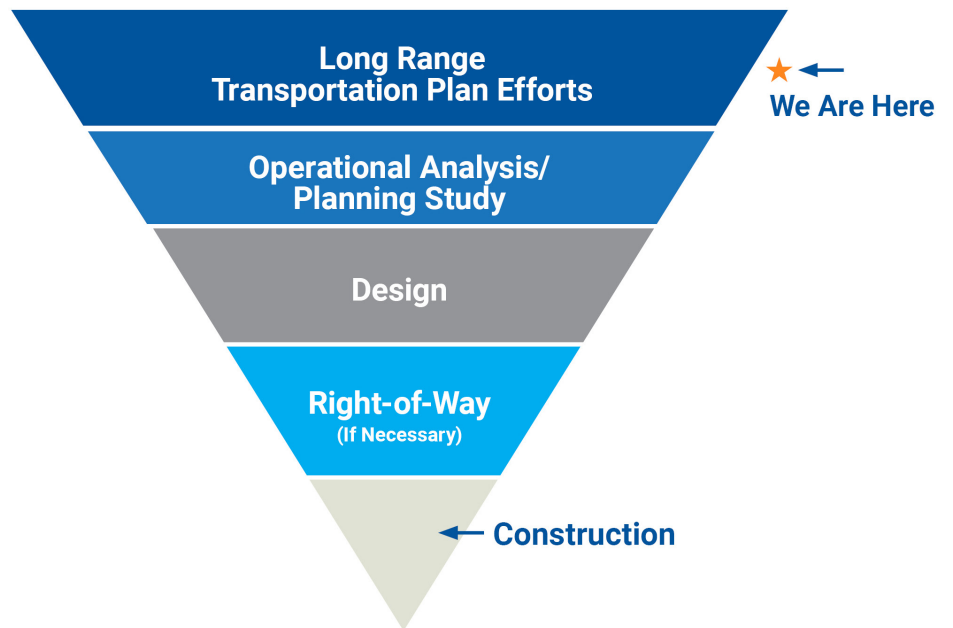 Long Range
Transportation Plan Efforts
We Are Here
Operational Analysis/
Planning Study
Design
Right-of-Way
(If Necessary)
Construction